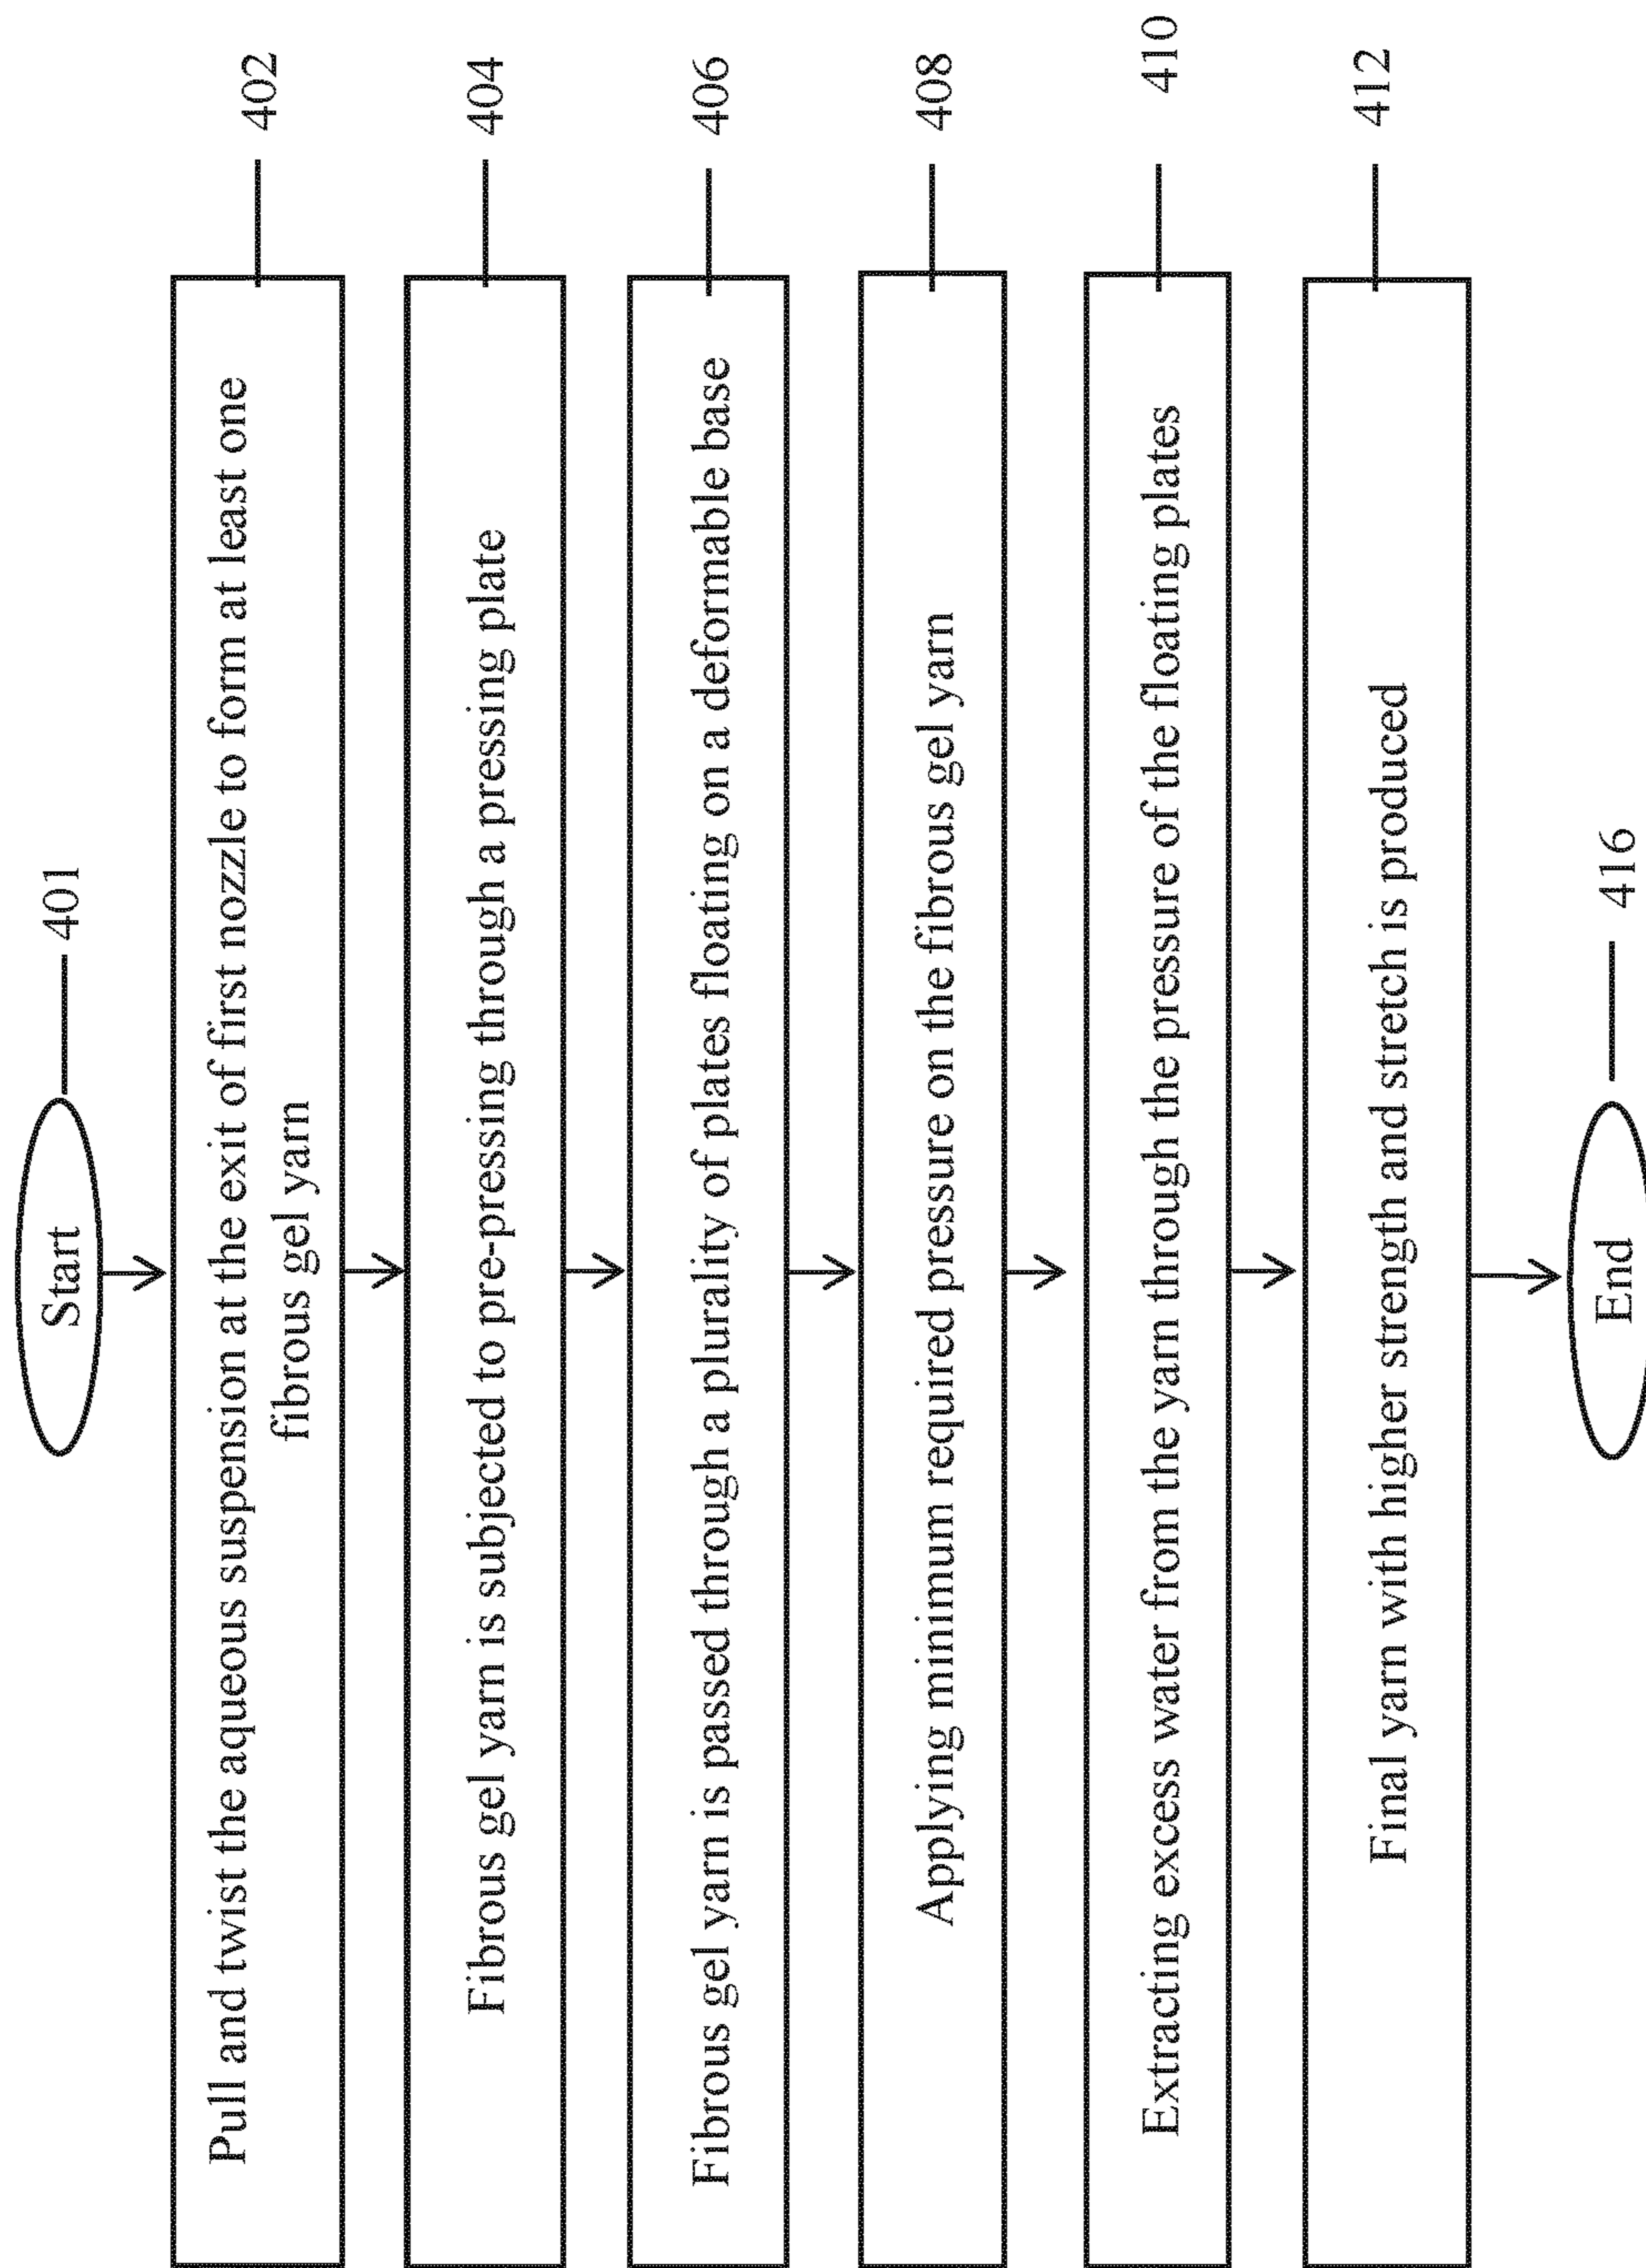 Start
401
Pull and twist the aqueous suspension at the exit of first nozzle to form at least one
fibrous gel yarn
402
Fibrous gel yarn is subjected to pre-pressing through a pressing plate
404
Fibrous gel yarn is passed through a plurality of plates floating on a deformable base
406
Applying minimum required pressure on the fibrous gel yarn
408
Extracting excess water from the yarn through the pressure of the floating plates
410
Final yarn with higher strength and stretch is produced
412
End
416